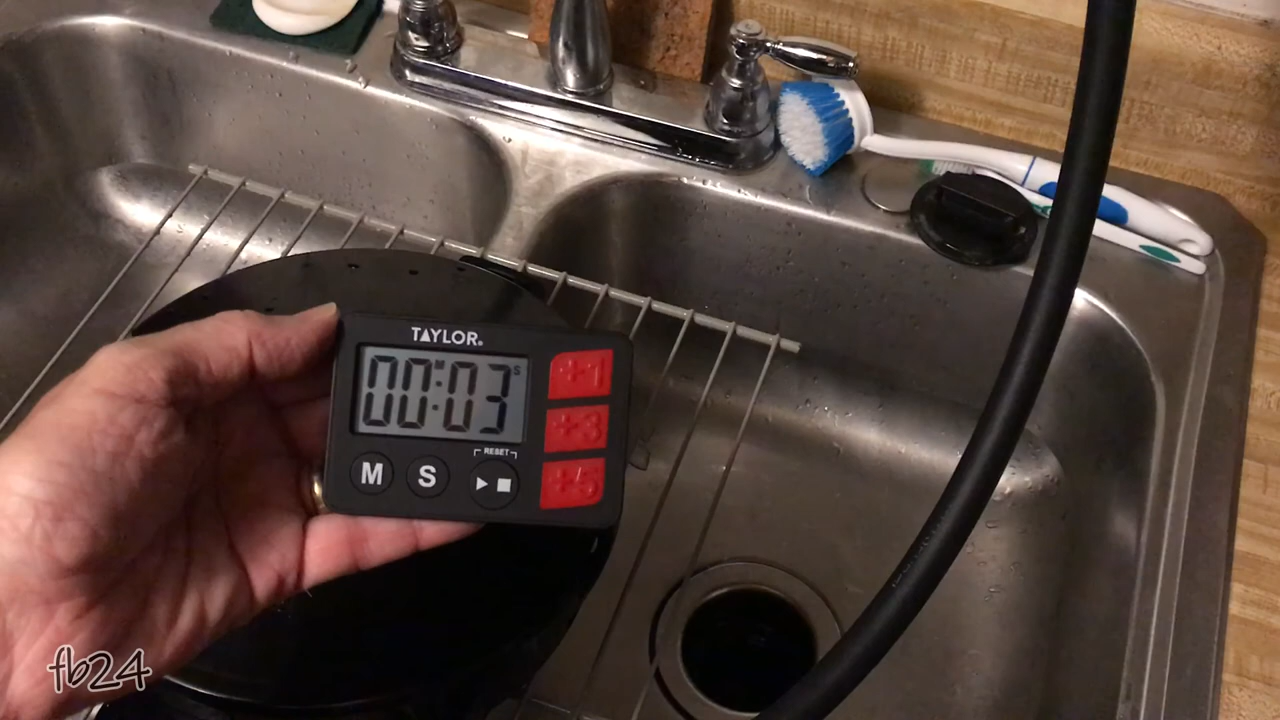 TAYLOR®
M S
00:03
+1
+3
RESET
M S
+5
fb24